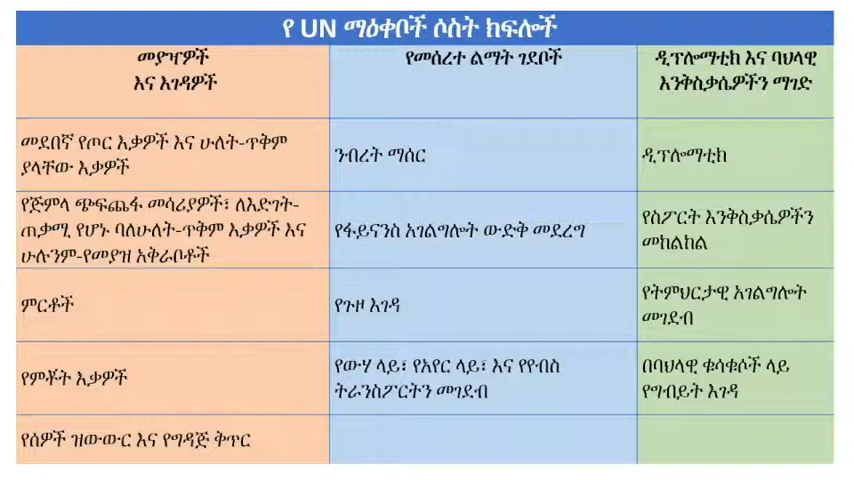 የ UN ማዕቀቦች ሶስት ክፍሎች
መያዣዎች
እና እገዳዎች
የመሰረተ ልማት ገደቦች
ዲፕሎማቲክ እና ባህላዊ
እንቅስቃሴዎችን ማገድ
መደበኛ የጦር እቃዎች እና ሁለት-ጥቅም
ያላቸው እቃዎች
ንብረት ማሰር
ዲፕሎማቲክ
የጅምላ ጭፍጨፋ መሳሪያዎች፣ ለእድገት-
ጠቃሚ የሆኑ ባለሁለት-ጥቅም እቃዎች እና
ሁሉንም-የመያዝ አቅራቦቶች
የፋይናንስ አገልግሎት ውድቅ መደረግ
የስፖርት እንቅስቃሴዎችን
መከልከል
ምርቶች
የጉዞ እገዳ
የትምህርታዊ አገልግሎት
መገደብ
የምቾት እቃዎች
የውሃ ላይ፣ የአየር ላይ፣ እና የየብስ
ትራንስፖርትን መገደብ
በባህላዊ ቁሳቁሶች ላይ
የግብይት እገዳ
የሰዎች ዝውውር እና የግዳጅ ቅጥር